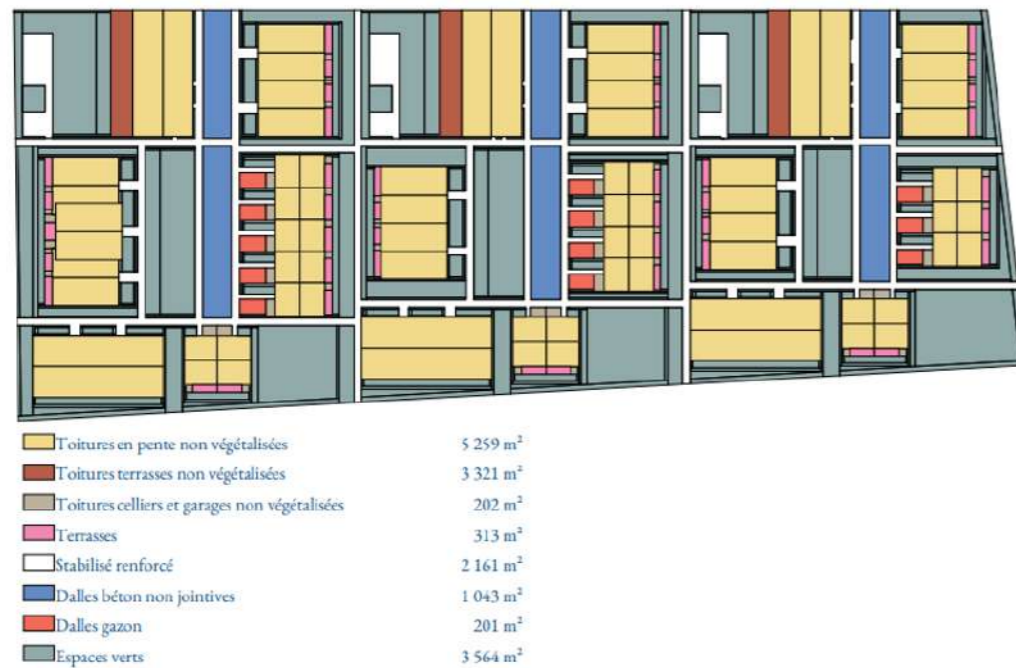 Toitures en pente non végétalisées 5 259 m²
Toitures terrasses non végétalisées 3 321 m²
Toitures celliers et garages non végétalisées 202 m²
Terrasses 313 m²
Stabilisé renforcé 2 161 m²
Dalles béton non jointives 1 043 m²
Dalles gazon 201 m²
Espaces verts 3 564 m²